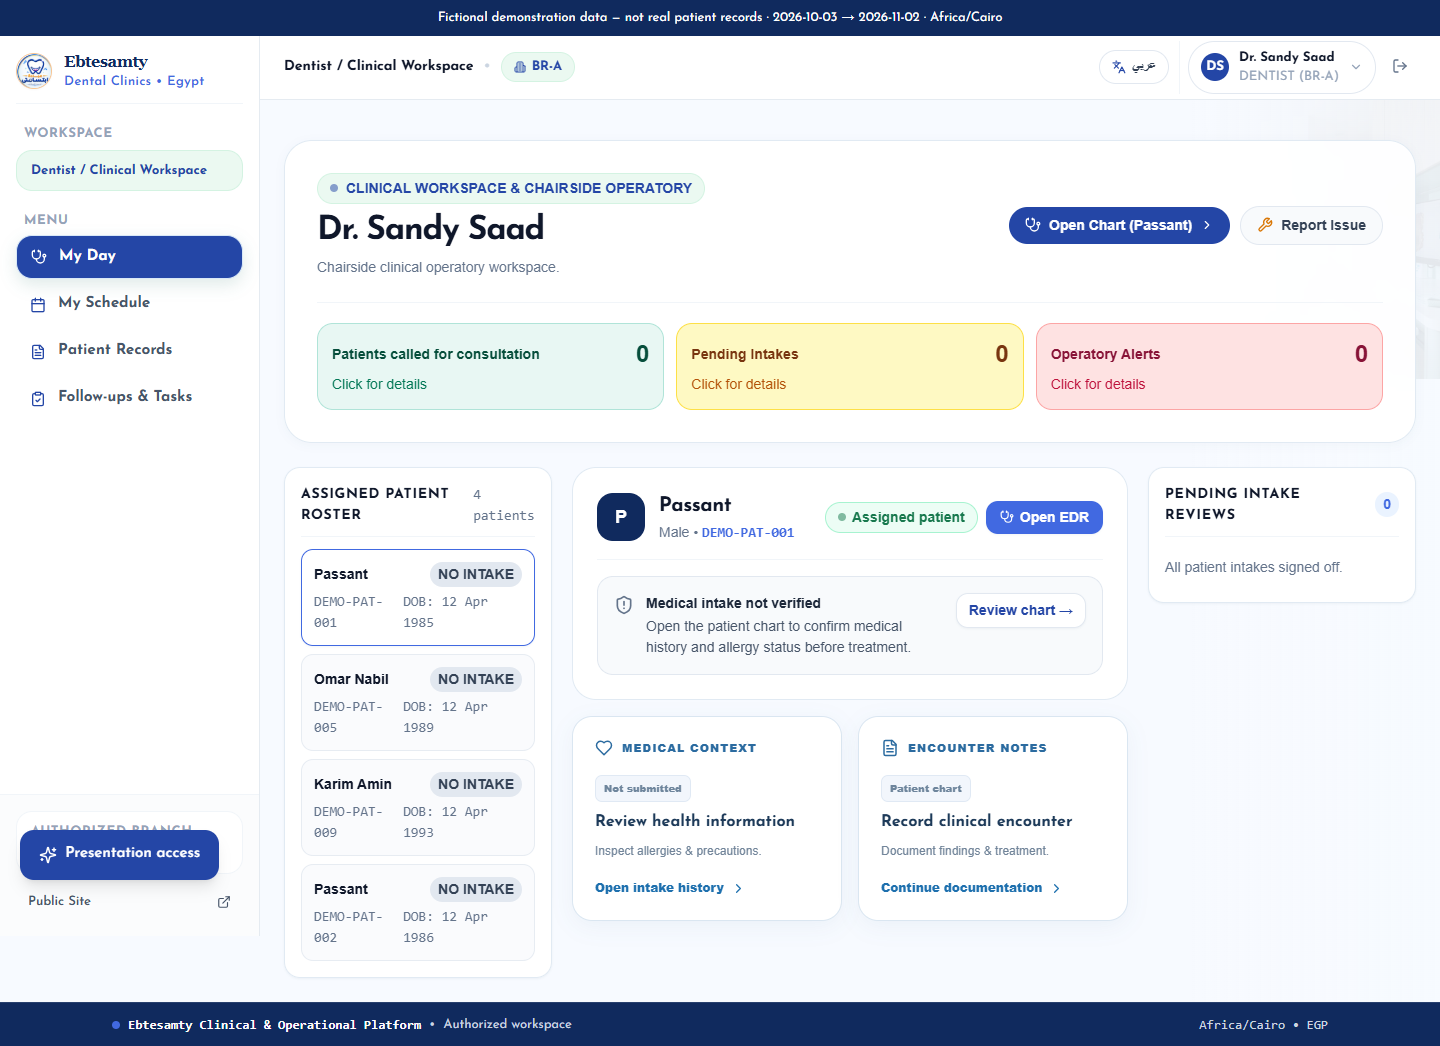 Fictional demonstration data — not real patient records · 2026-10-03 → 2026-11-02 · Africa/Cairo
Ebtesamty
Dental Clinics • Egypt
Dentist / Clinical Workspace
BR-A
عربي
DS
Dr. Sandy Saad
DENTIST (BR-A)
WORKSPACE
Dentist / Clinical Workspace
MENU
My Day
My Schedule
Patient Records
Follow-ups & Tasks
AUTHORIZED BRANCH
Presentation access
Public Site
CLINICAL WORKSPACE & CHAIRSIDE OPERATORY
Dr. Sandy Saad
Chairside clinical operatory workspace.
Open Chart (Passant)
Report Issue
Patients called for consultation 0
Click for details
Pending Intakes 0
Click for details
Operatory Alerts 0
Click for details
ASSIGNED PATIENT
ROSTER
4
patients
Passant NO INTAKE
DEMO-PAT- DOB: 12 Apr
001 1985
Omar Nabil NO INTAKE
DEMO-PAT- DOB: 12 Apr
005 1989
Karim Amin NO INTAKE
DEMO-PAT- DOB: 12 Apr
009 1993
Passant NO INTAKE
DEMO-PAT- DOB: 12 Apr
002 1986
P
Passant
Male • DEMO-PAT-001
Assigned patient
Open EDR
Medical intake not verified
Open the patient chart to confirm medical
history and allergy status before treatment.
Review chart →
MEDICAL CONTEXT
Not submitted
Review health information
Inspect allergies & precautions.
Open intake history
ENCOUNTER NOTES
Patient chart
Record clinical encounter
Document findings & treatment.
Continue documentation
PENDING INTAKE
REVIEWS
0
All patient intakes signed off.
Ebtesamty Clinical & Operational Platform • Authorized workspace
Africa/Cairo • EGP